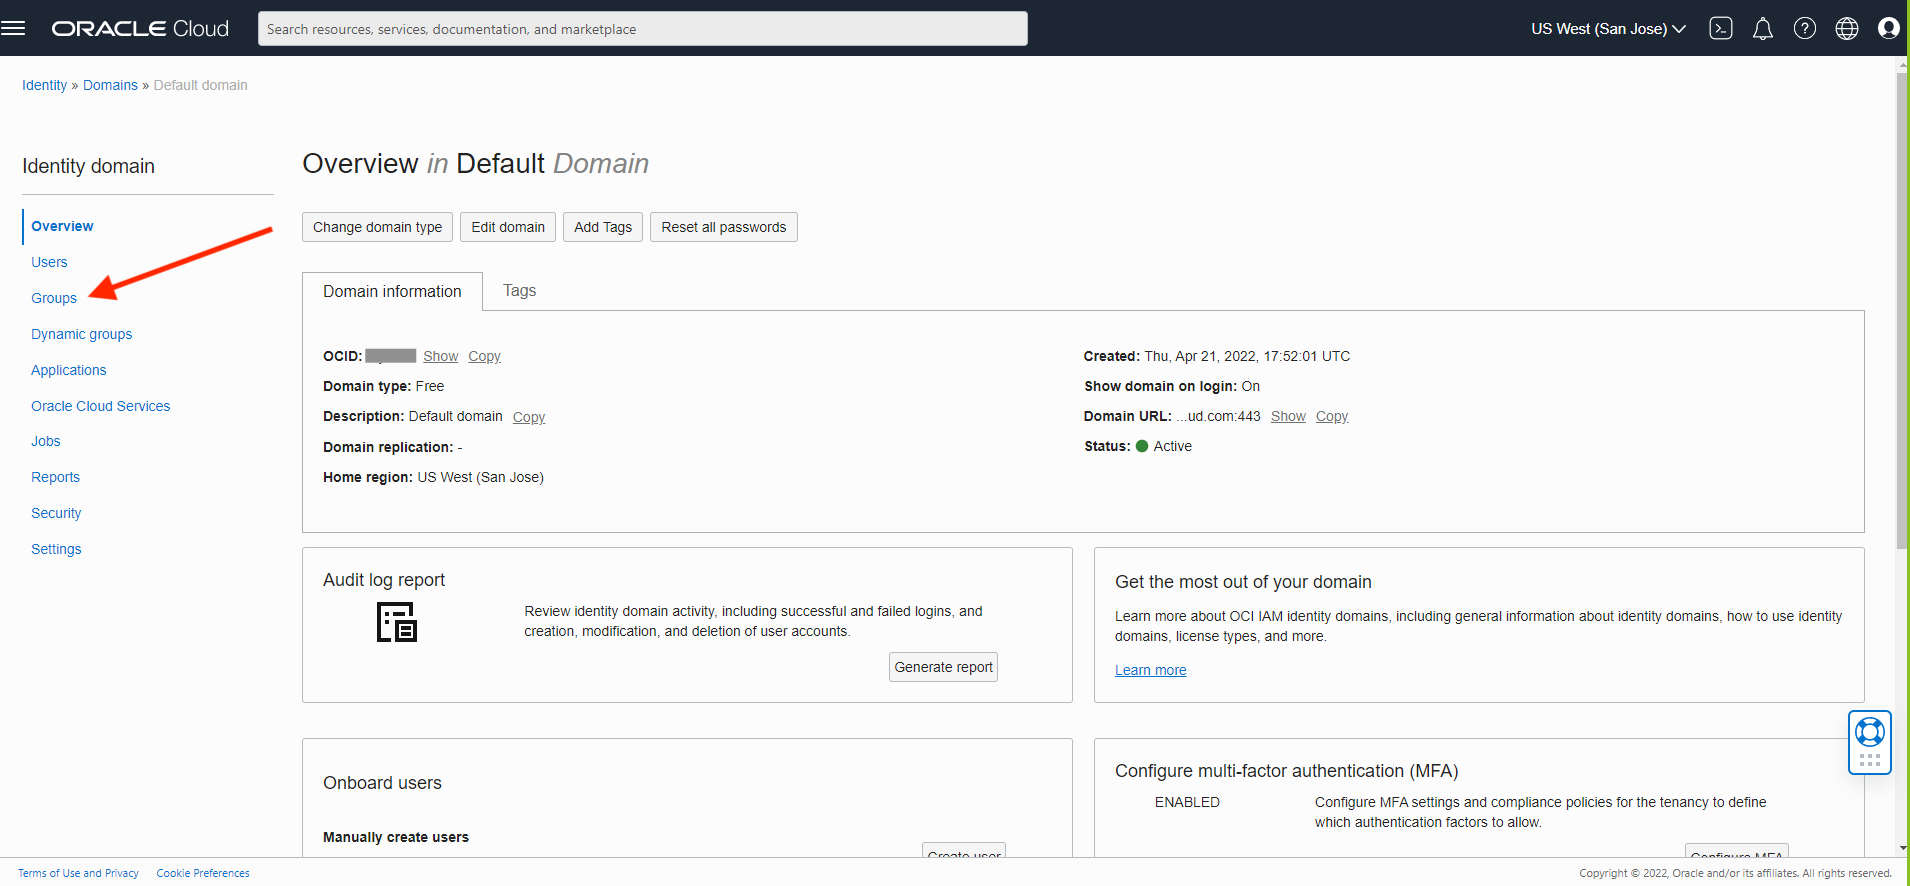 ORACLE Cloud
Search resources, services, documentation, and marketplace
US West (San Jose)
Identity » Domains » Default domain
Identity domain
Overview
Users
Groups
Dynamic groups
Applications
Oracle Cloud Services
Jobs
Reports
Security
Settings
Overview in Default Domain
Change domain type Edit domain Add Tags Reset all passwords
Domain information Tags
OCID: Show Copy
Domain type: Free
Description: Default domain Copy
Domain replication: -
Home region: US West (San Jose)
Created: Thu, Apr 21, 2022, 17:52:01 UTC
Show domain on login: On
Domain URL: ...ud.com:443 Show Copy
Status: Active
Audit log report
Review identity domain activity, including successful and failed logins, and
creation, modification, and deletion of user accounts.
Generate report
Get the most out of your domain
Learn more about OCI IAM identity domains, including general information about identity domains, how to use identity
domains, license types, and more.
Learn more
Onboard users
Manually create users
Create user
Configure multi-factor authentication (MFA)
ENABLED
Configure MFA settings and compliance policies for the tenancy to define
which authentication factors to allow.
Configure MFA
Terms of Use and Privacy Cookie Preferences
Copyright © 2022, Oracle and/or its affiliates. All rights reserved.